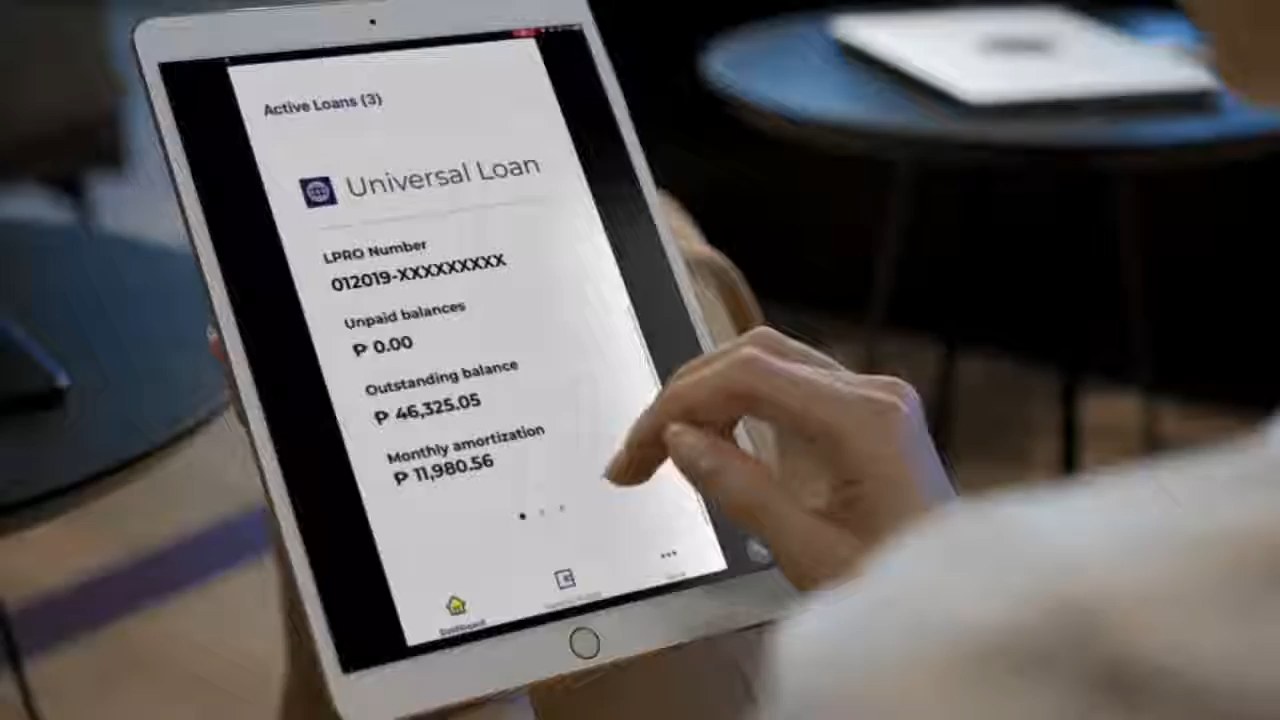 Active Loans (3)
Universal Loan
LPRO Number
012019-XXXXXXXXX
Unpaid balances
₱ 0.00
Outstanding balance
₱ 46,325.05
Monthly amortization
₱ 11,980.56
Dashboard